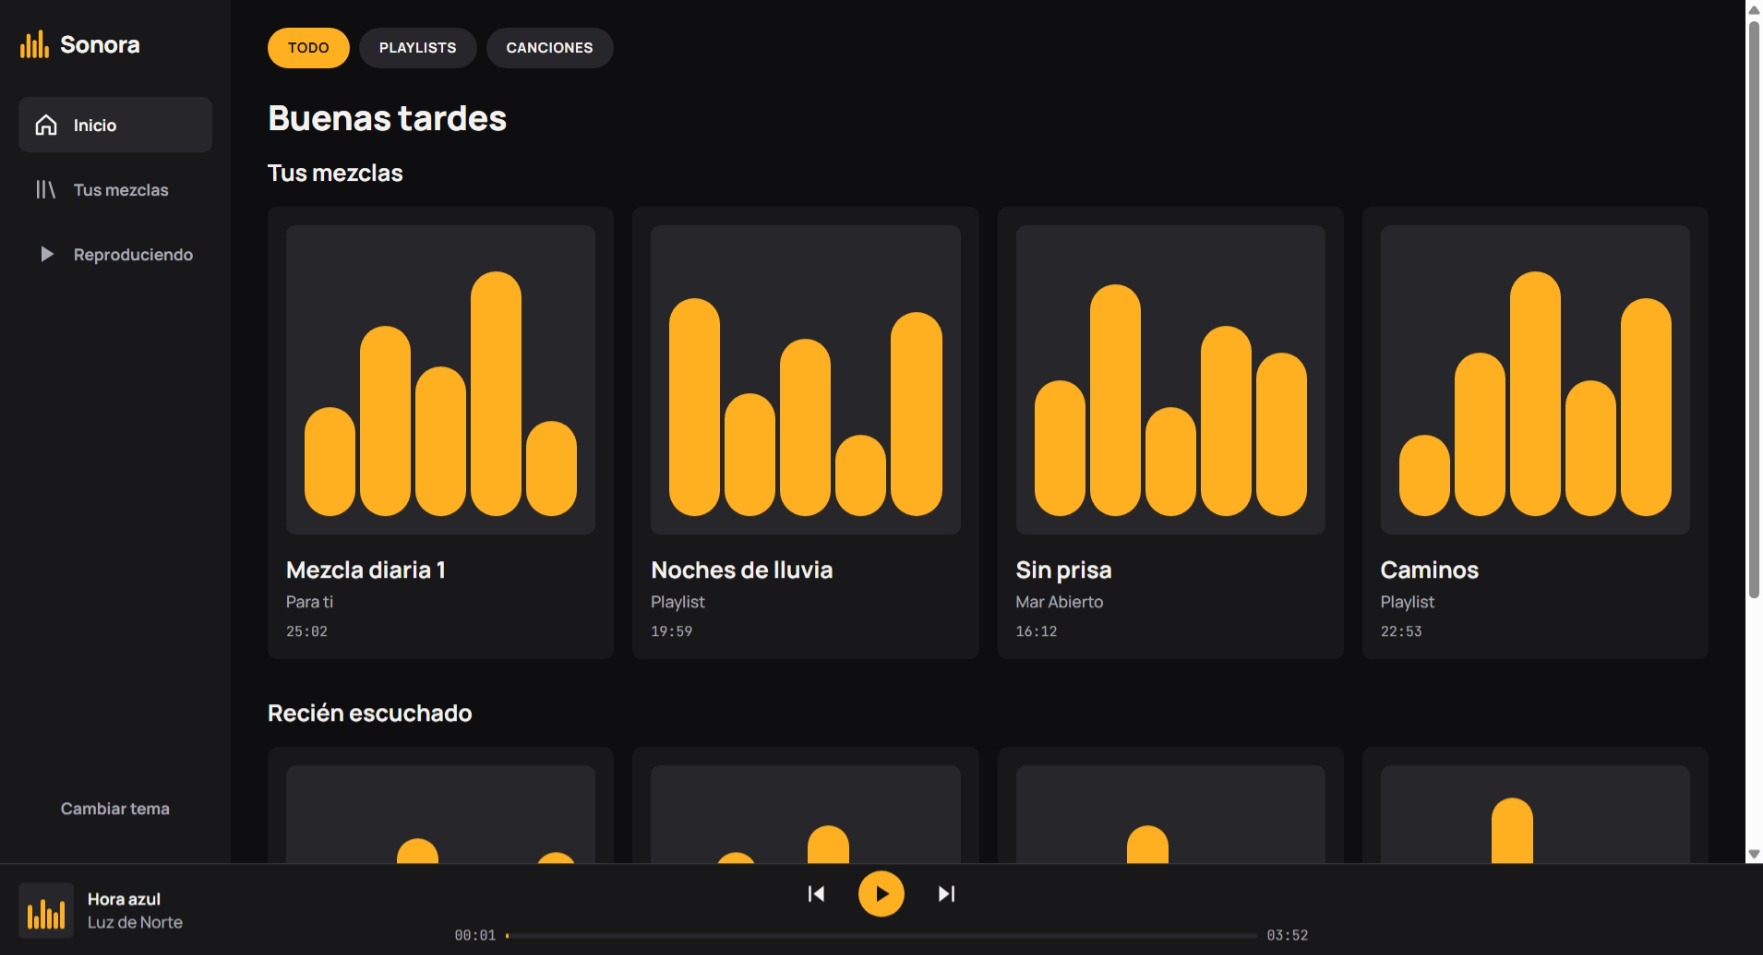 Sonora
Inicio
Tus mezclas
Reproduciendo
Cambiar tema
TODO
PLAYLISTS
CANCIONES
Buenas tardes
Tus mezclas
Mezcla diaria 1
Para ti
25:02
Noches de lluvia
Playlist
19:59
Sin prisa
Mar Abierto
16:12
Caminos
Playlist
22:53
Recién escuchado
Hora azul
Luz de Norte
00:01
03:52